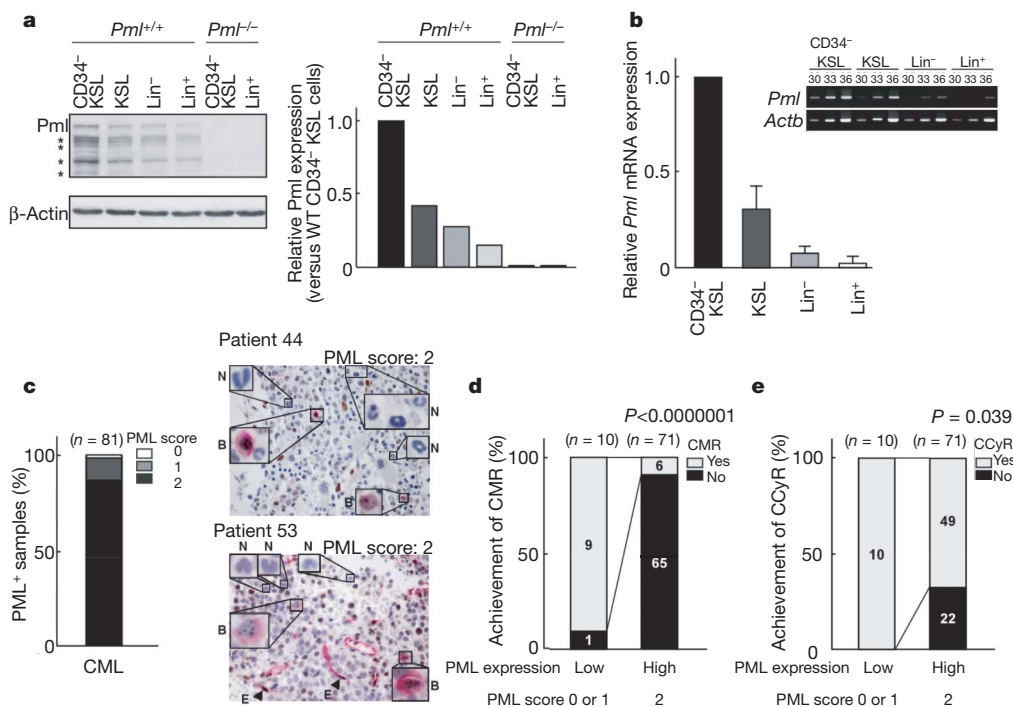 a
Pml+/+
Pml−/−
CD34− KSL
KSL
Lin−
Lin+
CD34− KSL
Lin+
Pml
*
*
*
*
β-Actin
Relative Pml expression
(versus WT CD34− KSL cells)
Pml+/+
Pml−/−
CD34− KSL
KSL
Lin−
Lin+
CD34− KSL
Lin+
1.0
0.5
0
b
Relative Pml mRNA expression
1.0
0.5
0
CD34− KSL
KSL
Lin−
Lin+
CD34−
KSL KSL Lin− Lin+
30 33 36 30 33 36 30 33 36 30 33 36
Pml
Actb
c
(n = 81)
PML score
0
1
2
PML+ samples (%)
100
50
0
CML
Patient 44
PML score: 2
N
B
N
N
B
Patient 53
PML score: 2
N N N
B
B
E
E
d
P<0.0000001
(n = 10) (n = 71)
CMR
Yes
No
Achievement of CMR (%)
100
50
0
9
1
6
65
PML expression Low High
PML score 0 or 1 2
e
P = 0.039
(n = 10) (n = 71)
CCyR
Yes
No
Achievement of CCyR (%)
100
50
0
10
49
22
PML expression Low High
PML score 0 or 1 2